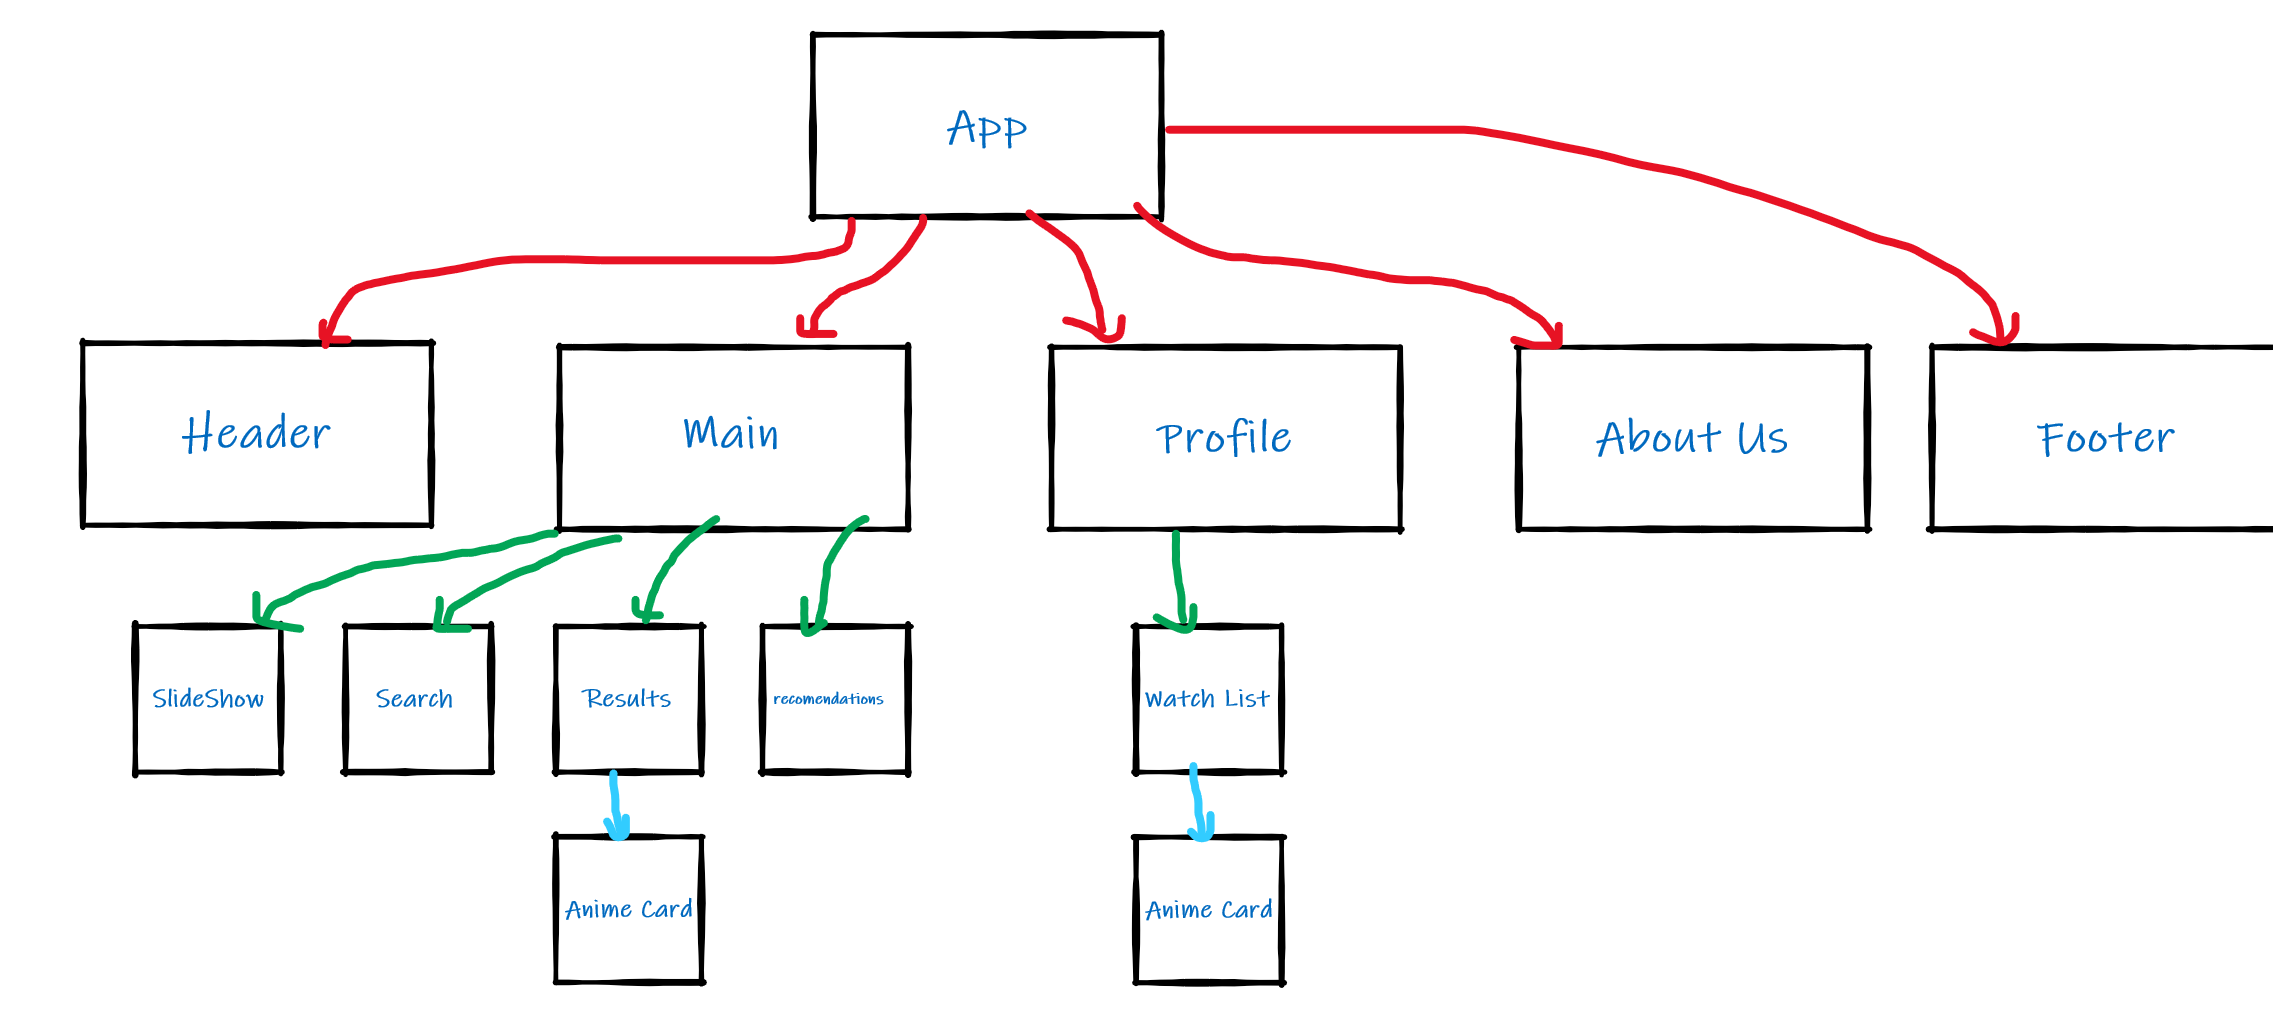 App
Header
Main
Profile
About Us
Footer
SlideShow
Search
Results
recomendations
Watch List
Anime Card
Anime Card